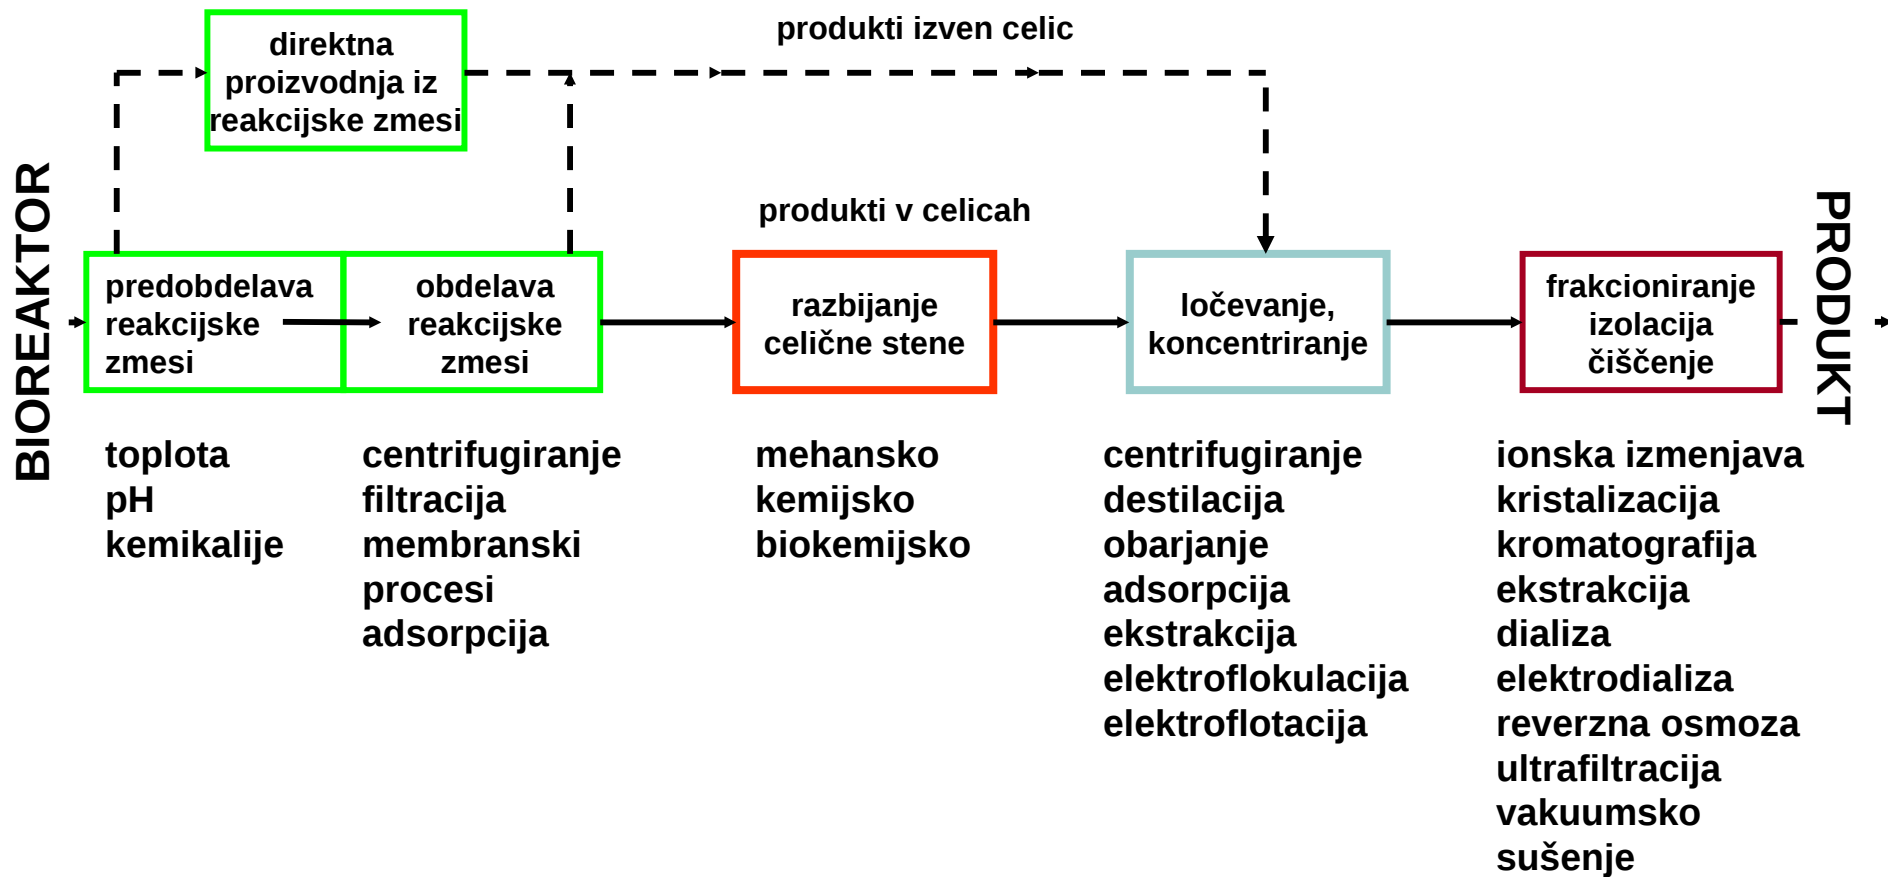 direktna
proizvodnja iz
reakcijske zmesi
produkti izven celic
produkti v celicah
BIOREAKTOR
predobdelava
reakcijske
zmesi
obdelava
reakcijske
zmesi
razbijanje
celične stene
ločevanje,
koncentriranje
frakcioniranje
izolacija
čiščenje
PRODUKT
toplota
pH
kemikalije
centrifugiranje
filtracija
membranski
procesi
adsorpcija
mehansko
kemijsko
biokemijsko
centrifugiranje
destilacija
obarjanje
adsorpcija
ekstrakcija
elektroflokulacija
elektroflotacija
ionska izmenjava
kristalizacija
kromatografija
ekstrakcija
dializa
elektrodializa
reverzna osmoza
ultrafiltracija
vakuumsko
sušenje